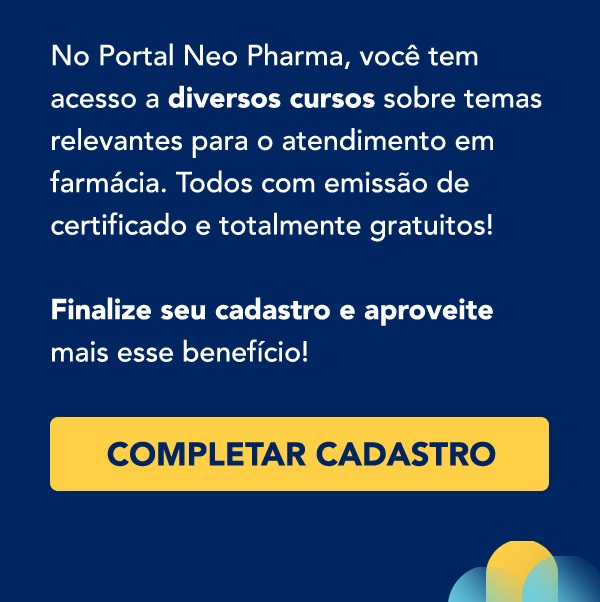 No Portal Neo Pharma, você tem
acesso a diversos cursos sobre temas
relevantes para o atendimento em
farmácia. Todos com emissão de
certificado e totalmente gratuitos!
Finalize seu cadastro e aproveite
mais esse benefício!
COMPLETAR CADASTRO